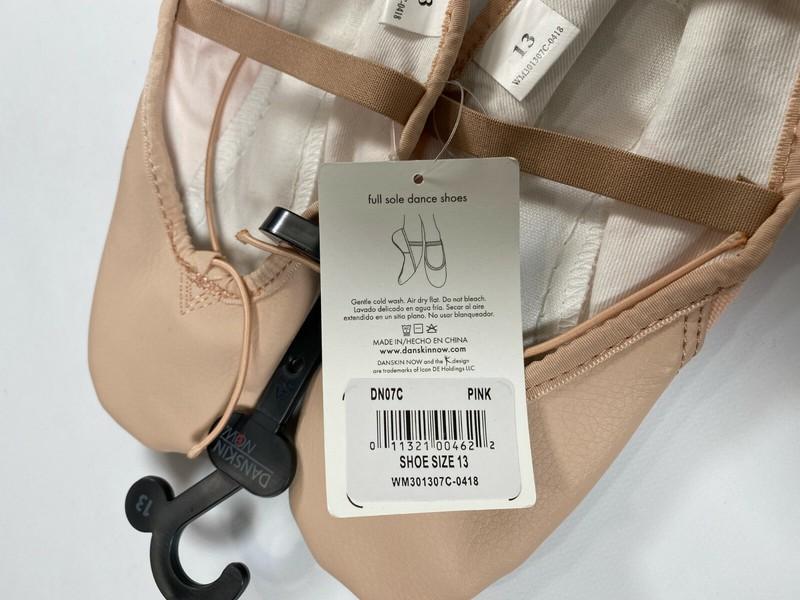 3
C-0418
13
WM301307C-0418
full sole dance shoes
Gentle cold wash. Air dry flat. Do not bleach.
Lavado delicado en agua fría. Secar al aire
extendido en un sitio plano. No usar blanqueador.
MADE IN/HECHO EN CHINA
www.danskinnow.com
DANSKIN NOW and the K design
are trademarks of Icon DE Holdings LLC
DN07C PINK
0 11321 00462 2
SHOE SIZE 13
WM301307C-0418
DANSKIN
NOW
13